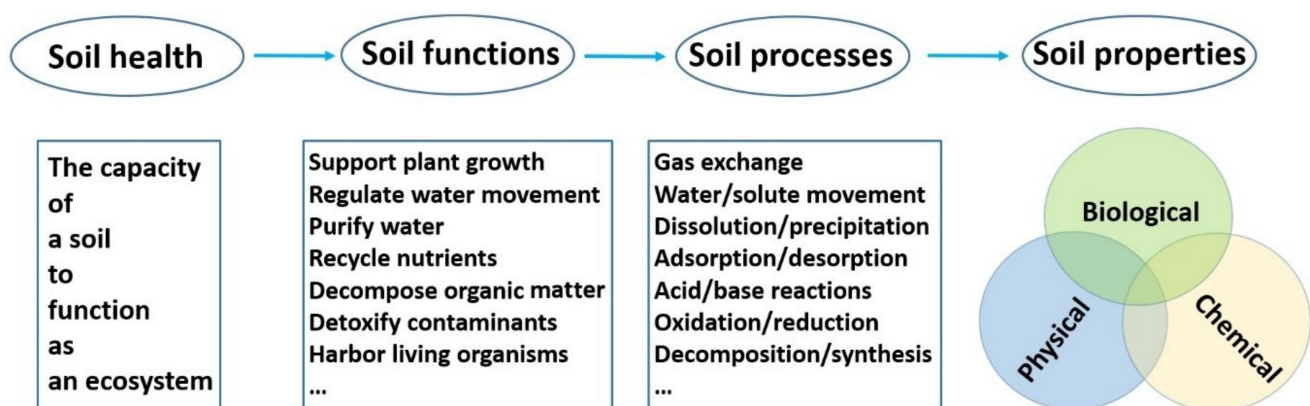 Soil health
Soil functions
Soil processes
Soil properties
The capacity
of
a soil
to
function
as
an ecosystem
Support plant growth
Regulate water movement
Purify water
Recycle nutrients
Decompose organic matter
Detoxify contaminants
Harbor living organisms
...
Gas exchange
Water/solute movement
Dissolution/precipitation
Adsorption/desorption
Acid/base reactions
Oxidation/reduction
Decomposition/synthesis
...
Biological
Physical
Chemical